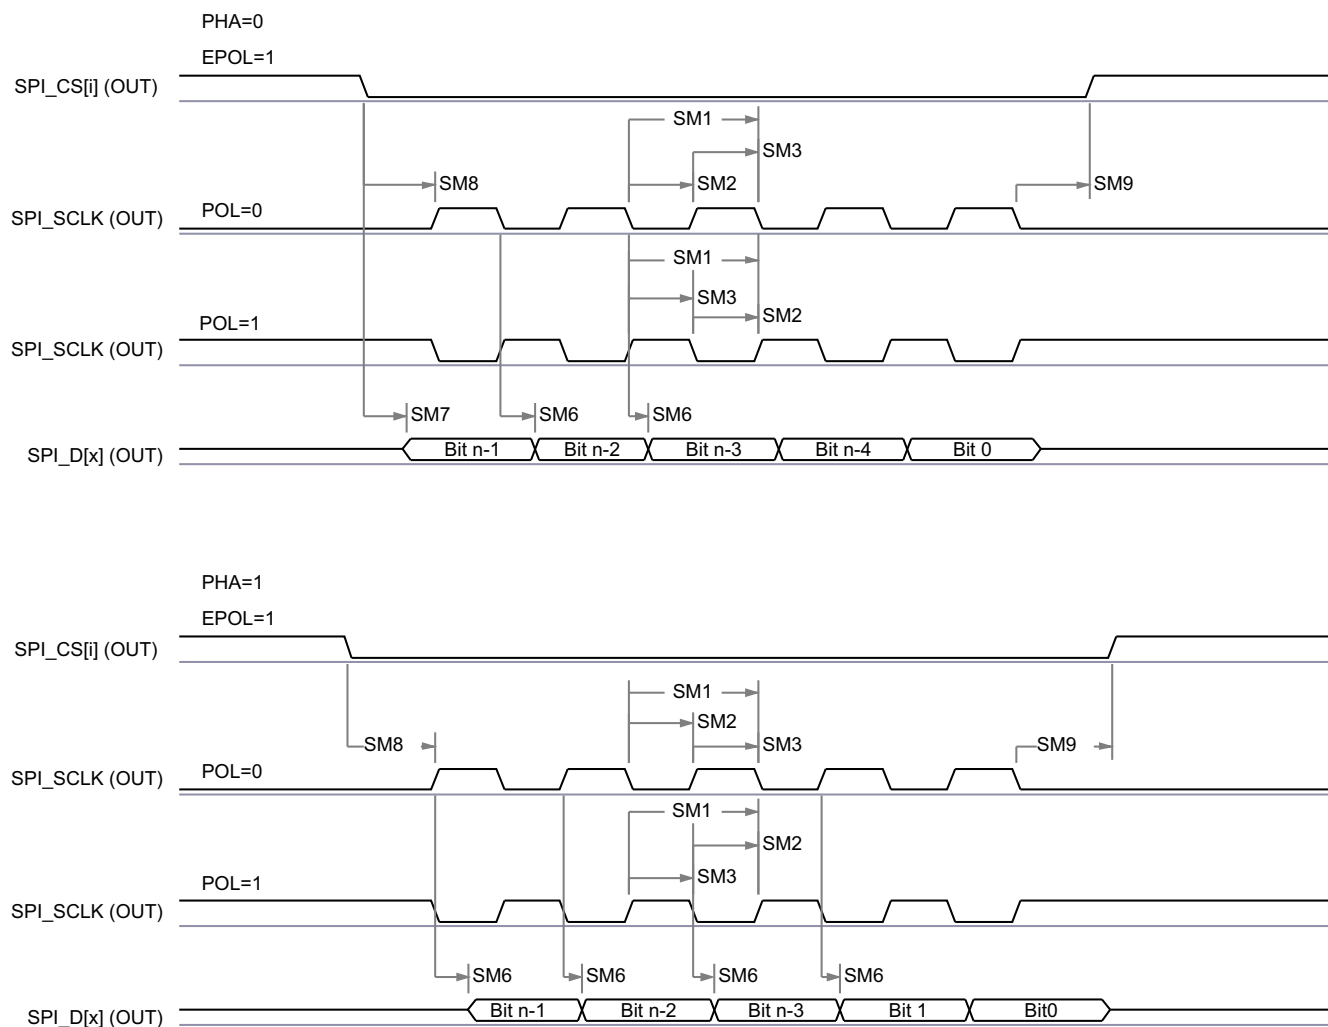 PHA=0
EPOL=1
SPI_CS[i] (OUT)
SM1
SM3
SM8
SM2
SM9
SPI_SCLK (OUT)
POL=0
SM1
SM3
SM2
POL=1
SPI_SCLK (OUT)
SM7
SM6
SM6
SPI_D[x] (OUT)
Bit n-1
Bit n-2
Bit n-3
Bit n-4
Bit 0
PHA=1
EPOL=1
SPI_CS[i] (OUT)
SM1
SM2
SM8
SM3
SM9
SPI_SCLK (OUT)
POL=0
SM1
SM2
SM3
POL=1
SPI_SCLK (OUT)
SM6
SM6
SM6
SM6
SPI_D[x] (OUT)
Bit n-1
Bit n-2
Bit n-3
Bit 1
Bit0